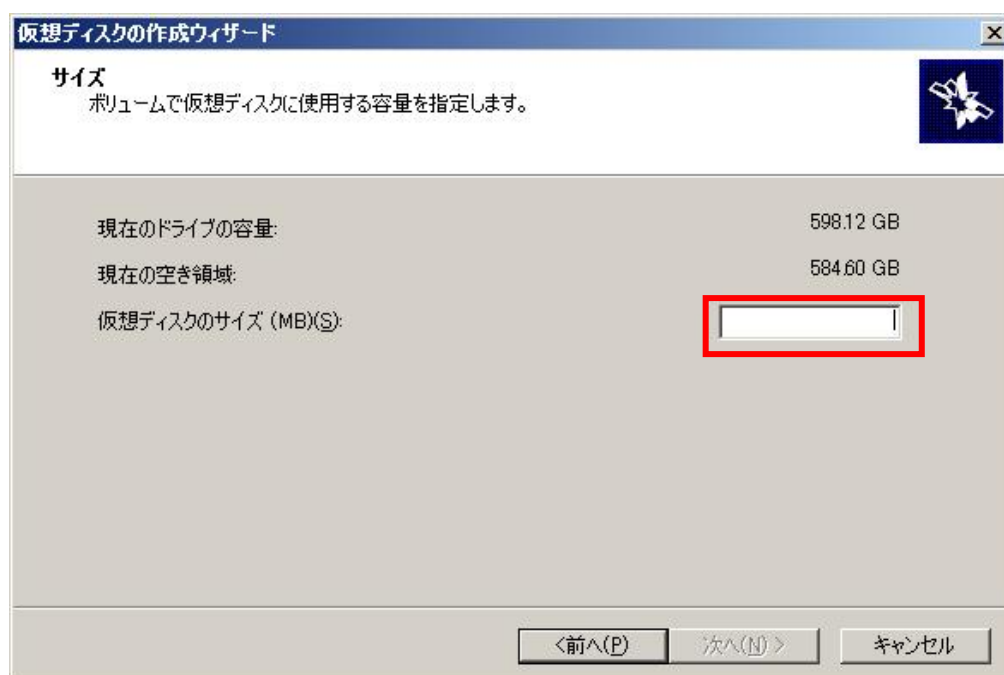 仮想ディスクの作成ウィザード
サイズ
ボリュームで仮想ディスクに使用する容量を指定します。
現在のドライブの容量: 598.12 GB
現在の空き領域: 584.60 GB
仮想ディスクのサイズ (MB)(S):
<前へ(P) 次へ(N) > キャンセル